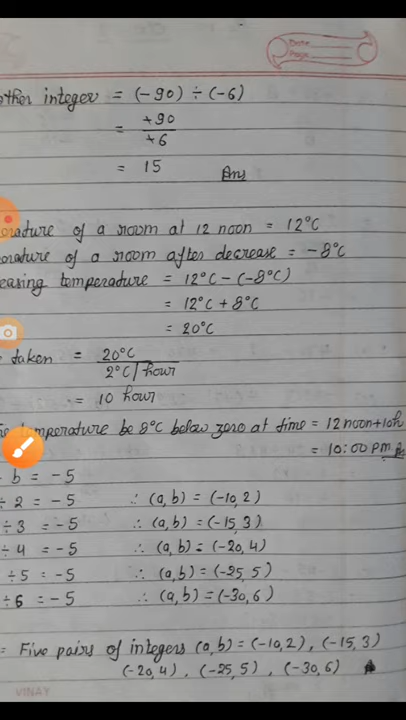 Date
Page
other integer = (-90) ÷ (-6)
= +90
+6
= 15 Ans
erature of a room at 12 noon = 12°C
erature of a room after decrease = -8°C
easing temperature = 12°C - (-8°C)
= 12°C + 8°C
= 20°C
taken = 20°C
2°C/hour
= 10 hour
temperature be 8°C below zero at time = 12 noon+10h
= 10:00 pm
b = -5
÷ 2 = -5 ∴ (a, b) = (-10, 2)
÷ 3 = -5 ∴ (a, b) = (-15, 3)
÷ 4 = -5 ∴ (a, b) = (-20, 4)
÷ 5 = -5 ∴ (a, b) = (-25, 5)
÷ 6 = -5 ∴ (a, b) = (-30, 6)
= Five pairs of integers (a, b) = (-10, 2), (-15, 3)
(-20, 4), (-25, 5), (-30, 6)
VINAY